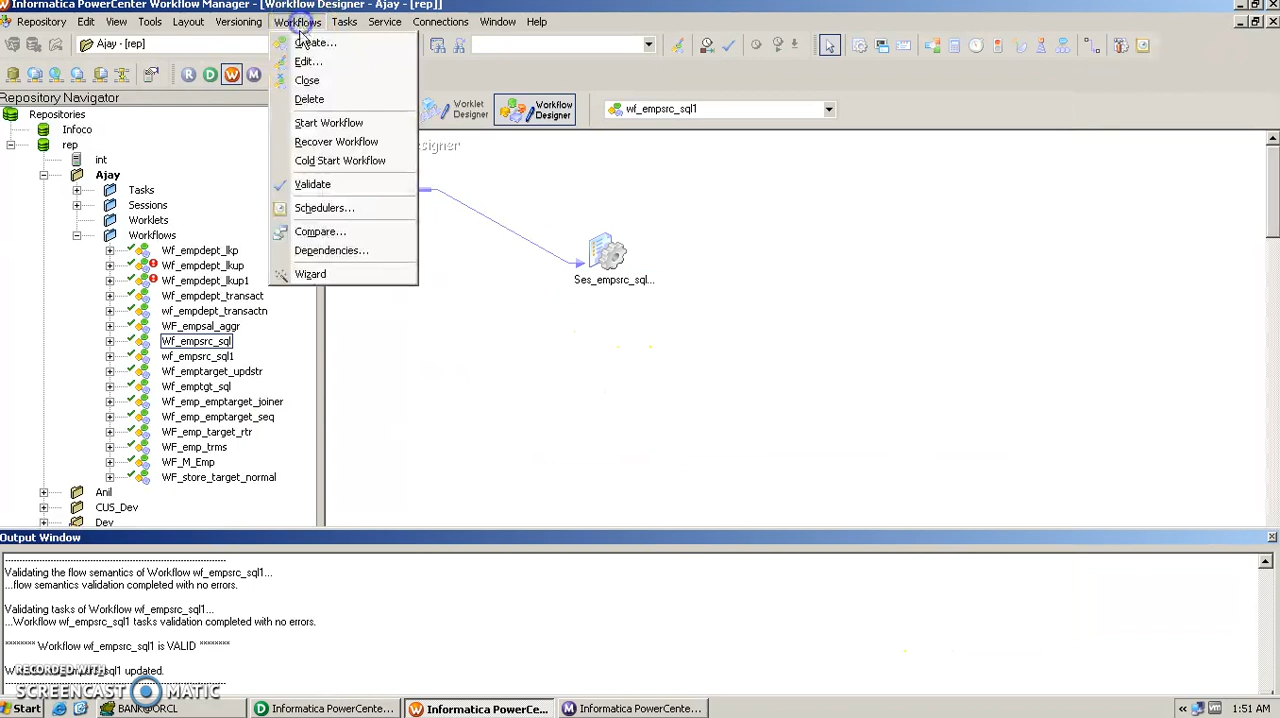 Informatica PowerCenter Workflow Manager - [Workflow Designer - Ajay - [rep]]
Repository Edit View Tools Layout Versioning Workflows Tasks Service Connections Window Help
Ajay - [rep]
R D W M
Repository Navigator
Repositories
Infoco
rep
int
Ajay
Tasks
Sessions
Worklets
Workflows
Wf_empdept_lkp
Wf_empdept_lkup
Wf_empdept_lkup1
Wf_empdept_transact
wf_empdept_transactn
WF_empsal_aggr
Wf_empsrc_sql
wf_empsrc_sql1
Wf_emptarget_updstr
Wf_emptgt_sql
Wf_emp_emptarget_joiner
Wf_emp_emptarget_seq
Wf_emp_target_rtr
WF_emp_trms
WF_M_Emp
WF_store_target_normal
Anil
CUS_Dev
Dev
Create...
Edit...
Close
Delete
Start Workflow
Recover Workflow
Cold Start Workflow
Validate
Schedulers...
Compare...
Dependencies...
Wizard
Worklet Designer
Workflow Designer
wf_empsrc_sql1
Ses_empsrc_sql...
Output Window
Validating the flow semantics of Workflow wf_empsrc_sql1...
...flow semantics validation completed with no errors.
Validating tasks of Workflow wf_empsrc_sql1...
...Workflow wf_empsrc_sql1 tasks validation completed with no errors.
******** Workflow wf_empsrc_sql1 is VALID ********
sql1 updated.
RECORDED WITH
SCREENCAST MATIC
Start BANK@ORCL Informatica PowerCente... Informatica PowerCe... Informatica PowerCente... 1:51 AM